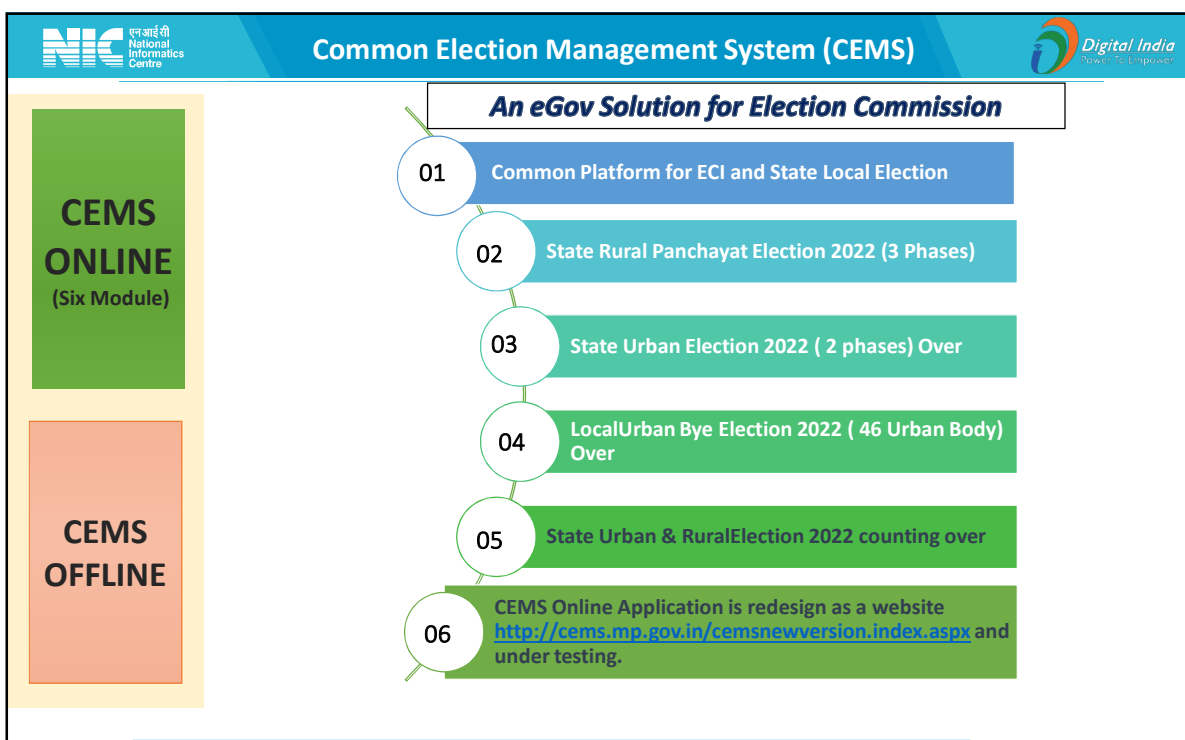 NIC
एनआईसी
National
Informatics
Centre
Common Election Management System (CEMS)
Digital India
Power To Empower
An eGov Solution for Election Commission
CEMS
ONLINE
(Six Module)
CEMS
OFFLINE
01
Common Platform for ECI and State Local Election
02
State Rural Panchayat Election 2022 (3 Phases)
03
State Urban Election 2022 ( 2 phases) Over
04
LocalUrban Bye Election 2022 ( 46 Urban Body)
Over
05
State Urban & RuralElection 2022 counting over
06
CEMS Online Application is redesign as a website
http://cems.mp.gov.in/cemsnewversion.index.aspx and
under testing.